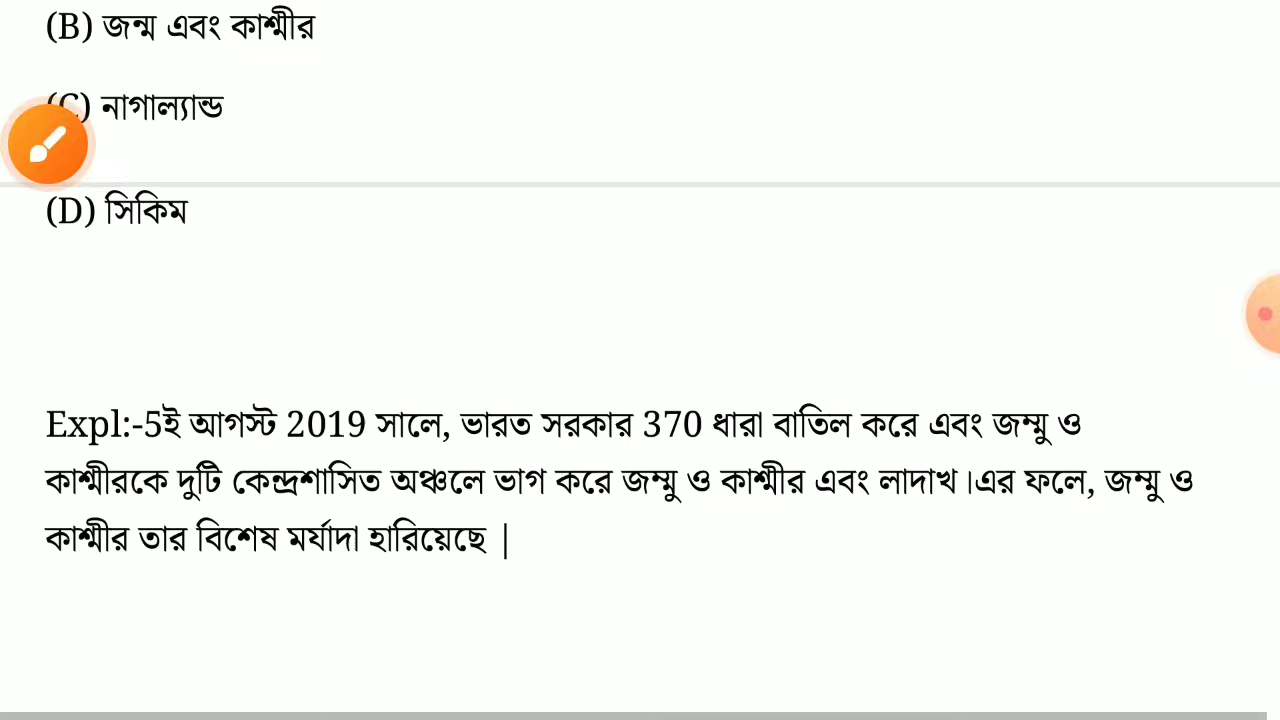 (B) জন্ম এবং কাশ্মীর
(C) নাগাল্যান্ড
(D) সিকিম
Expl:-5ই আগস্ট 2019 সালে, ভারত সরকার 370 ধারা বাতিল করে এবং জম্মু ও
কাশ্মীরকে দুটি কেন্দ্রশাসিত অঞ্চলে ভাগ করে জম্মু ও কাশ্মীর এবং লাদাখ।এর ফলে, জম্মু ও
কাশ্মীর তার বিশেষ মর্যাদা হারিয়েছে |